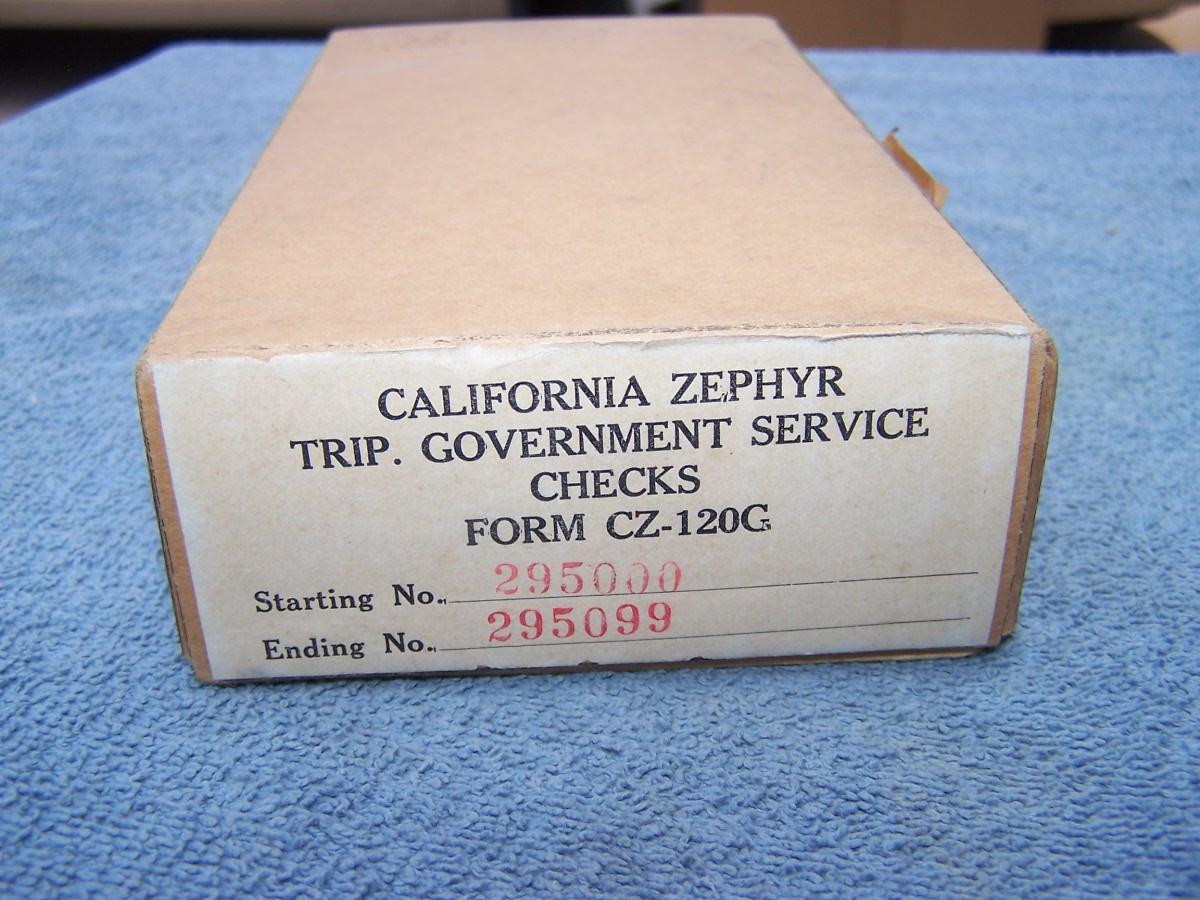 CALIFORNIA ZEPHYR
TRIP. GOVERNMENT SERVICE
CHECKS
FORM CZ-120G
Starting No. 295000
Ending No. 295099